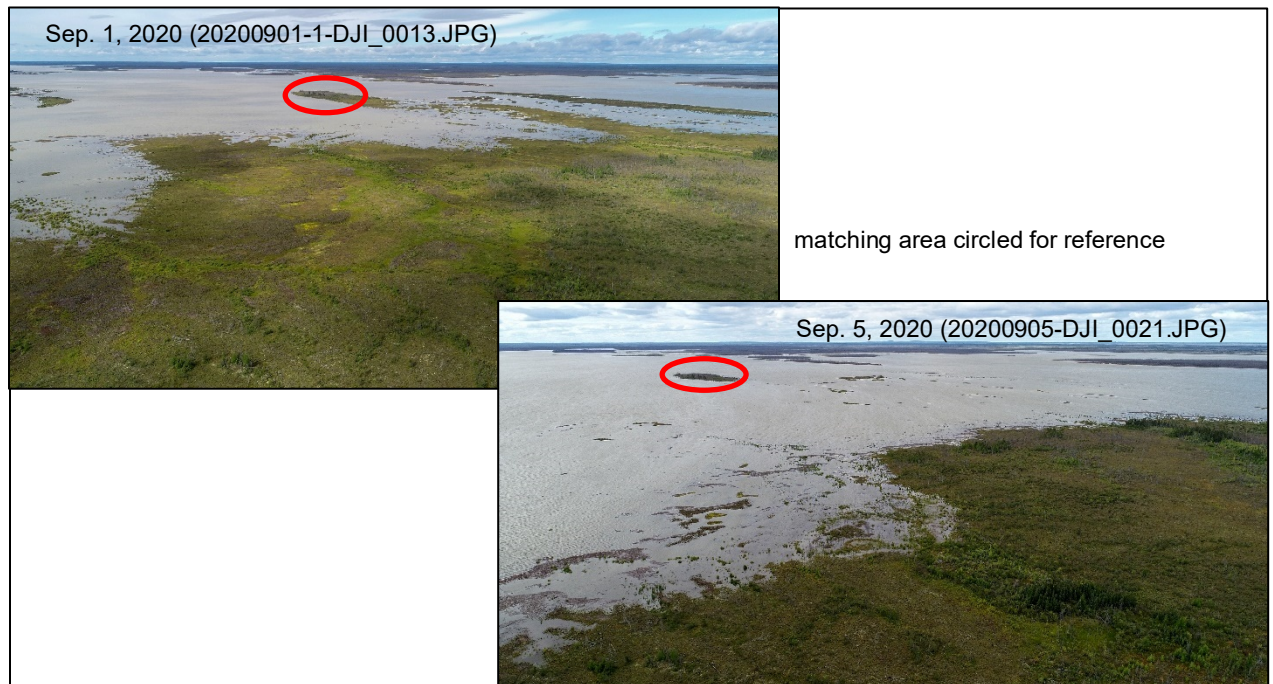 Sep. 1, 2020 (20200901-1-DJI_0013.JPG)
matching area circled for reference
Sep. 5, 2020 (20200905-DJI_0021.JPG)